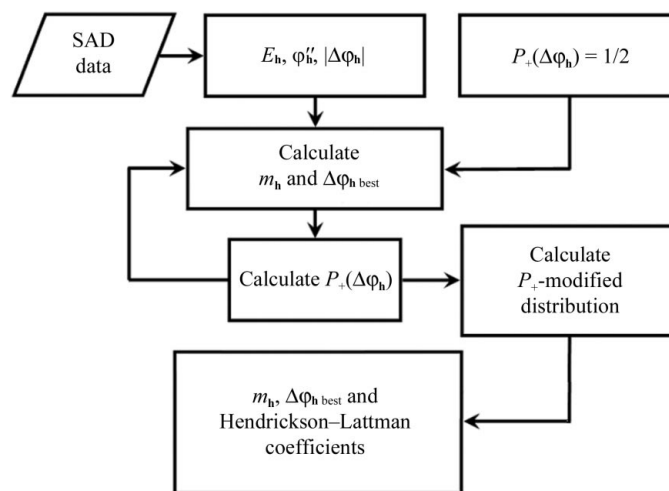 SAD
data
Eₕ, φₕ″, |Δφₕ|
P₊(Δφₕ) = 1/2
Calculate
mₕ and Δφₕ best
Calculate P₊(Δφₕ)
Calculate
P₊-modified
distribution
mₕ, Δφₕ best and
Hendrickson–Lattman
coefficients